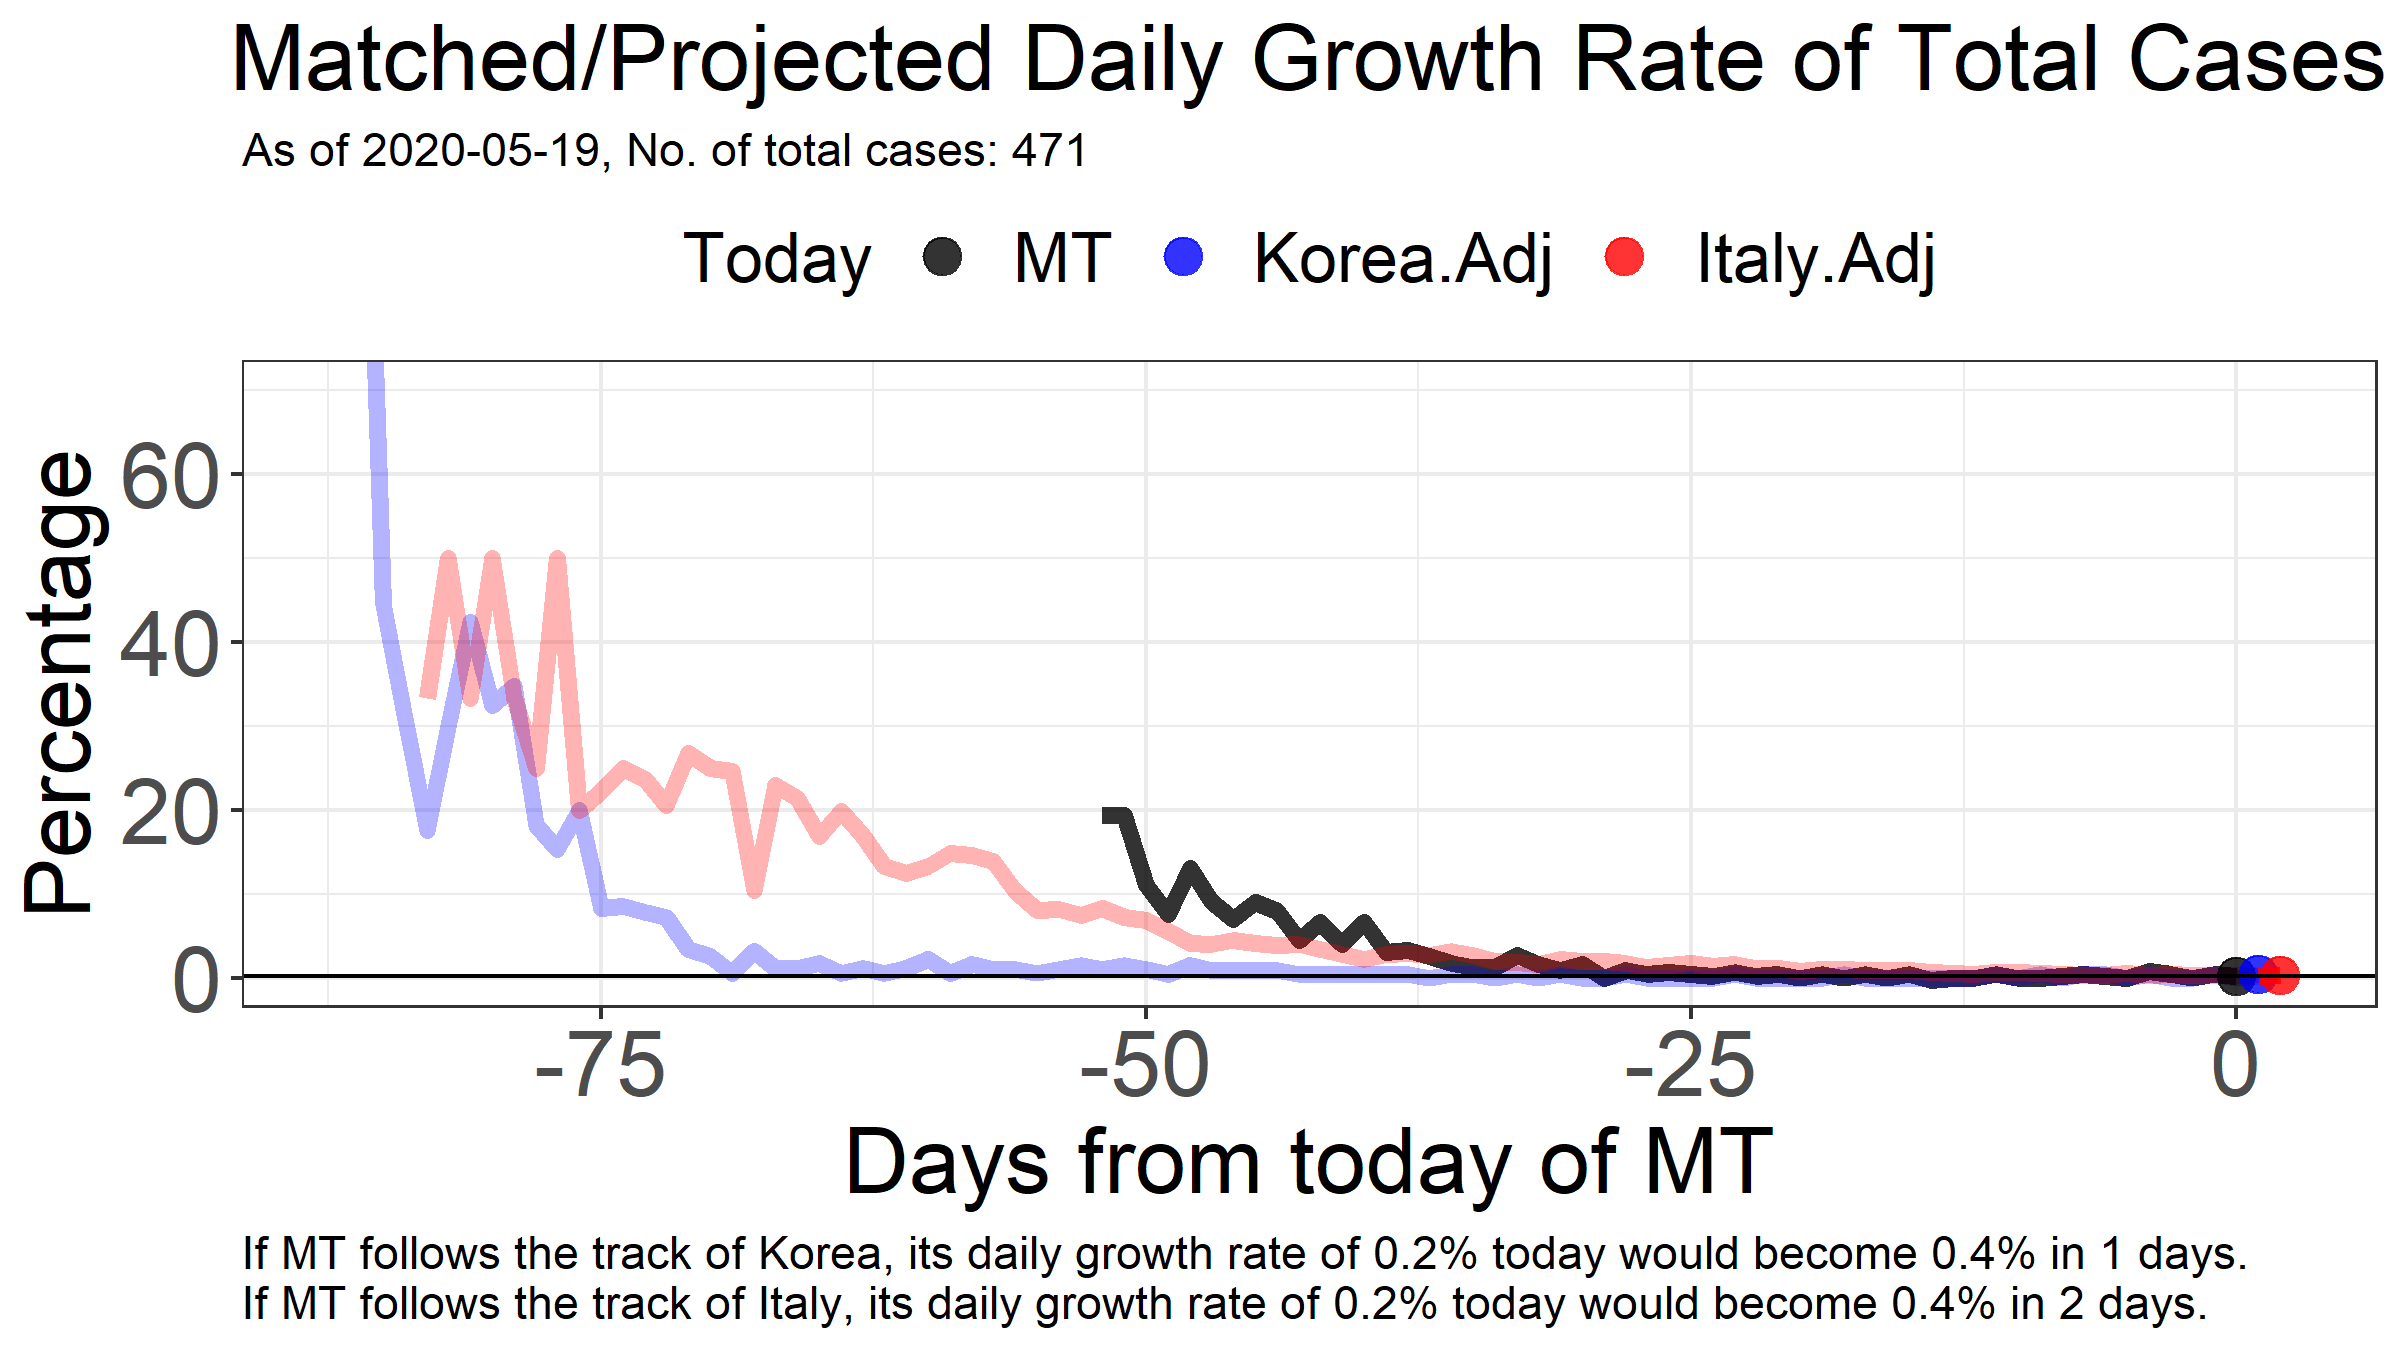 Matched/Projected Daily Growth Rate of Total Cases
As of 2020-05-19, No. of total cases: 471
Today MT Korea.Adj Italy.Adj
Percentage
60
40
20
0
-75 -50 -25 0
Days from today of MT
If MT follows the track of Korea, its daily growth rate of 0.2% today would become 0.4% in 1 days.
If MT follows the track of Italy, its daily growth rate of 0.2% today would become 0.4% in 2 days.